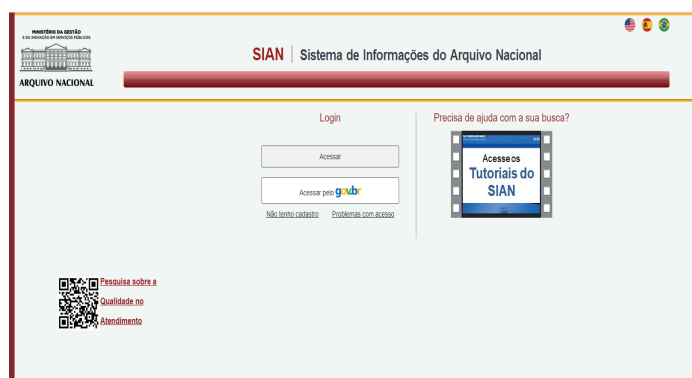 MINISTÉRIO DA GESTÃO
E DA INOVAÇÃO EM SERVIÇOS PÚBLICOS
ARQUIVO NACIONAL
SIAN | Sistema de Informações do Arquivo Nacional
Login
Acessar
Acessar pelo gov.br
Não tenho cadastro Problemas com acesso
Precisa de ajuda com a sua busca?
Acesse os
Tutoriais do
SIAN
Pesquisa sobre a
Qualidade no
Atendimento